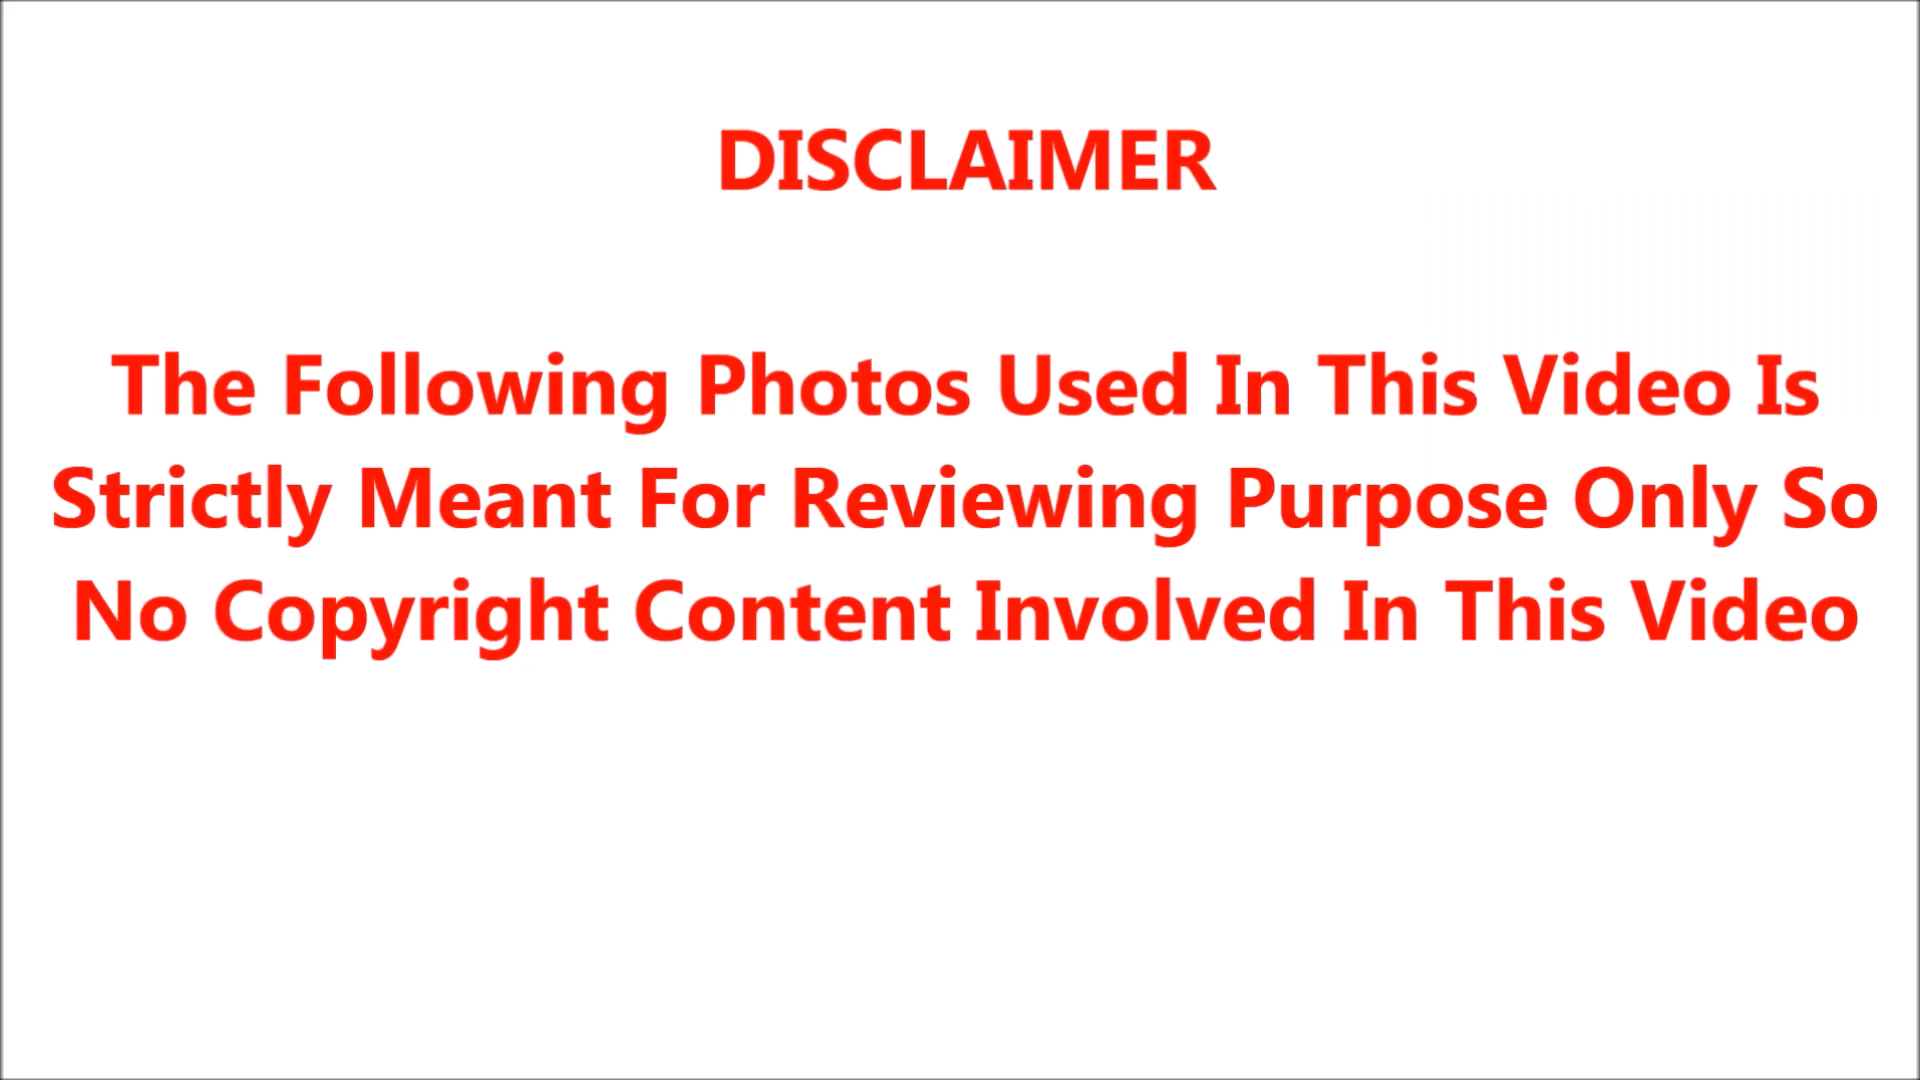 DISCLAIMER
The Following Photos Used In This Video Is
Strictly Meant For Reviewing Purpose Only So
No Copyright Content Involved In This Video